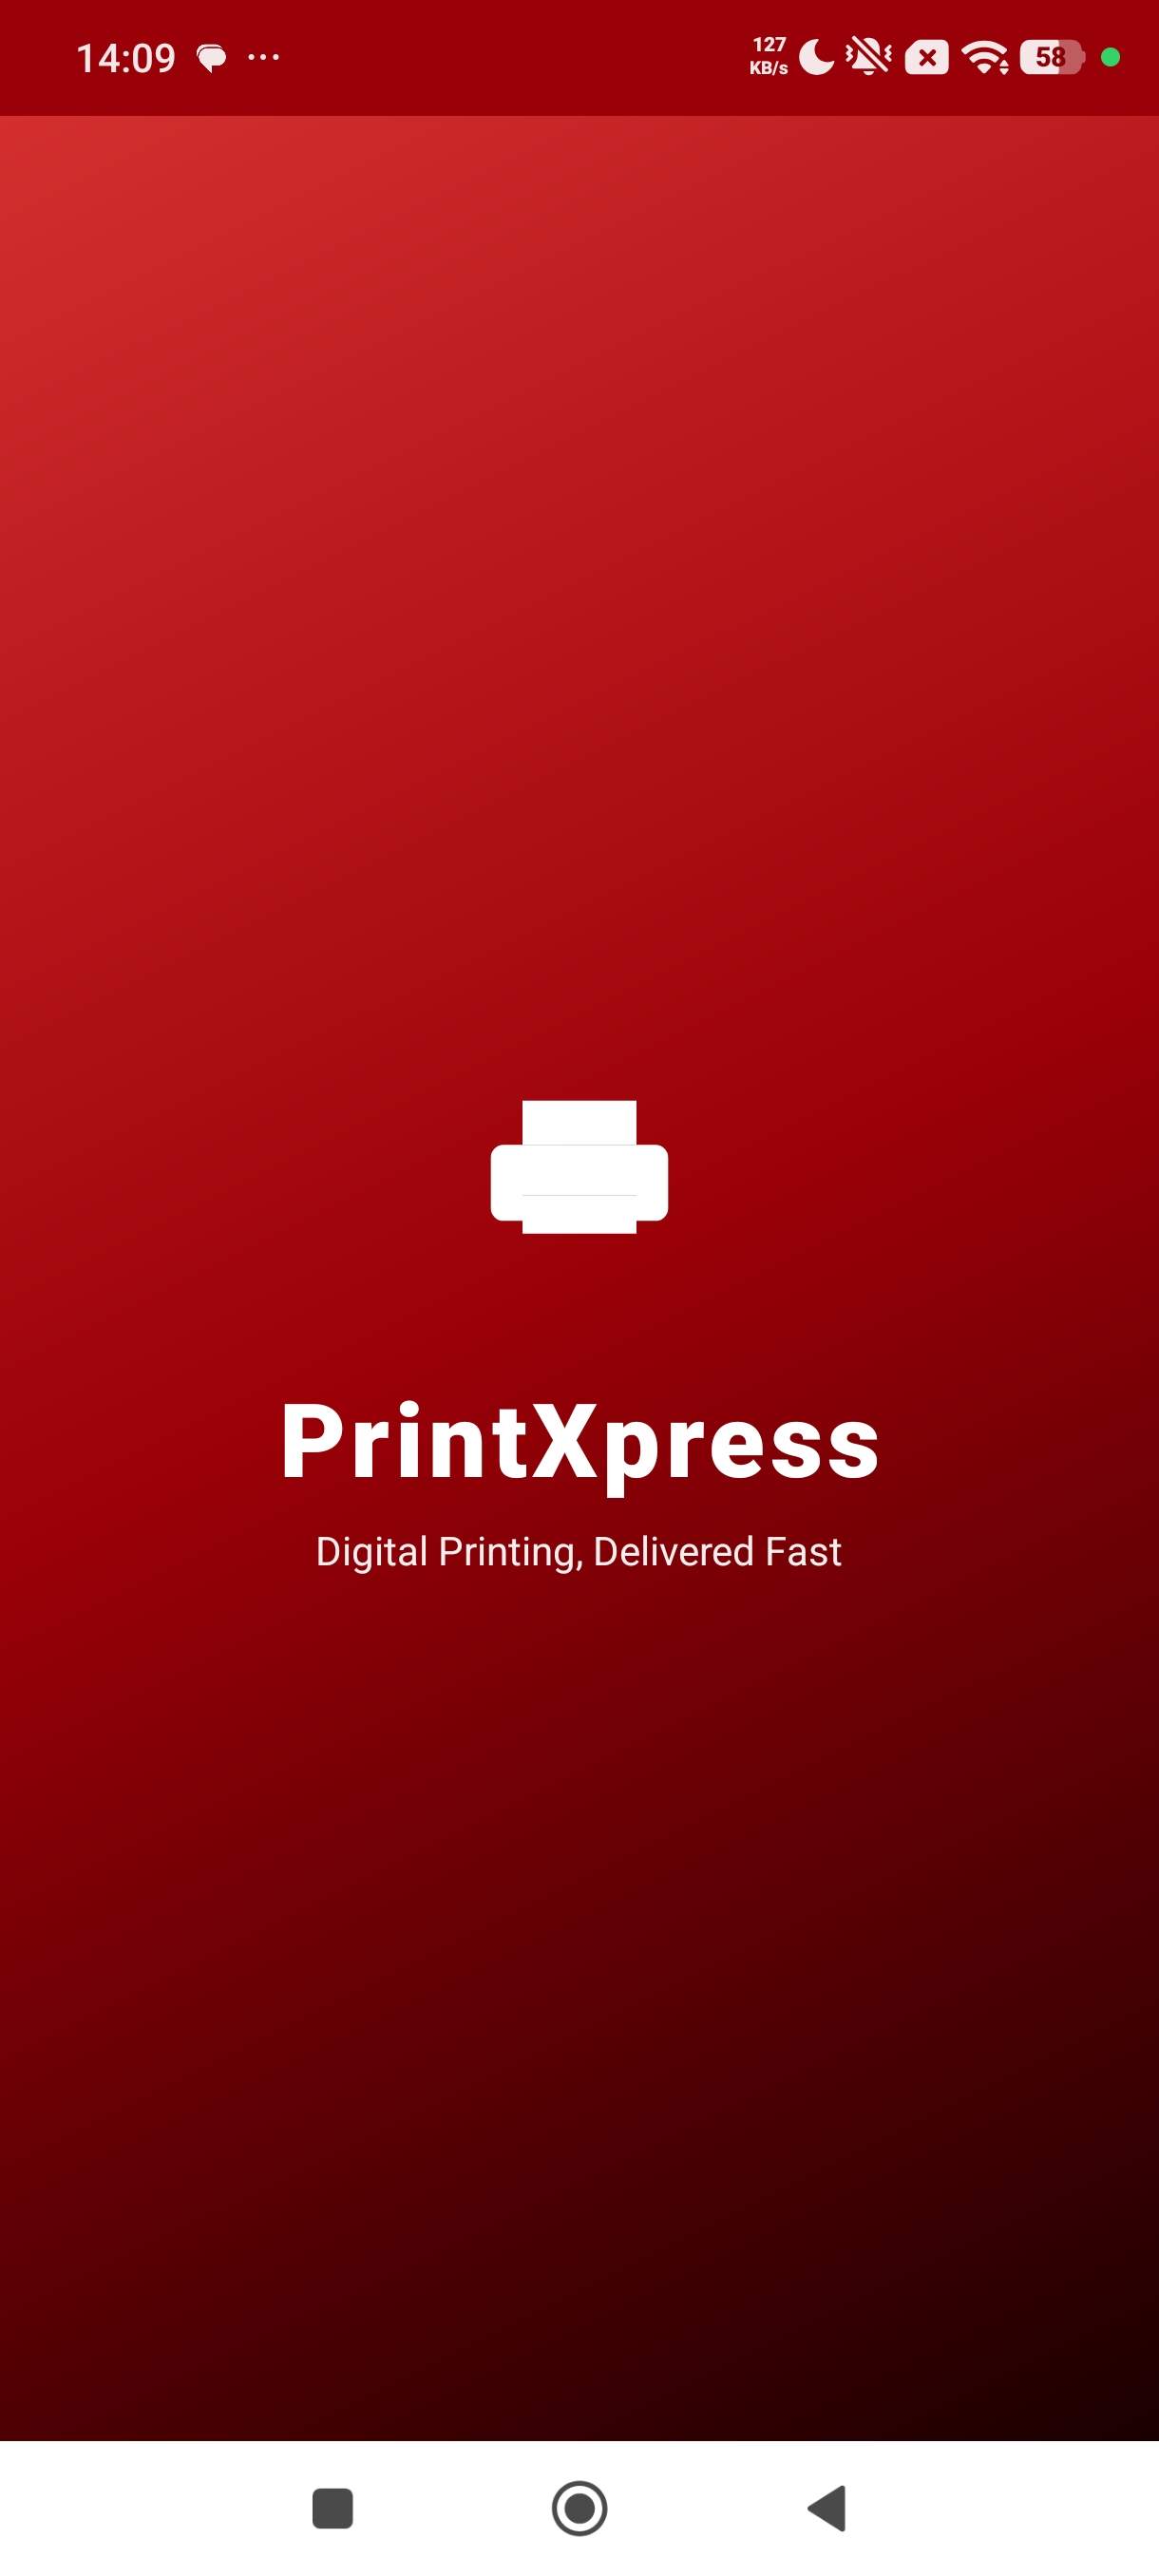 14:09
127
KB/s
58
PrintXpress
Digital Printing, Delivered Fast